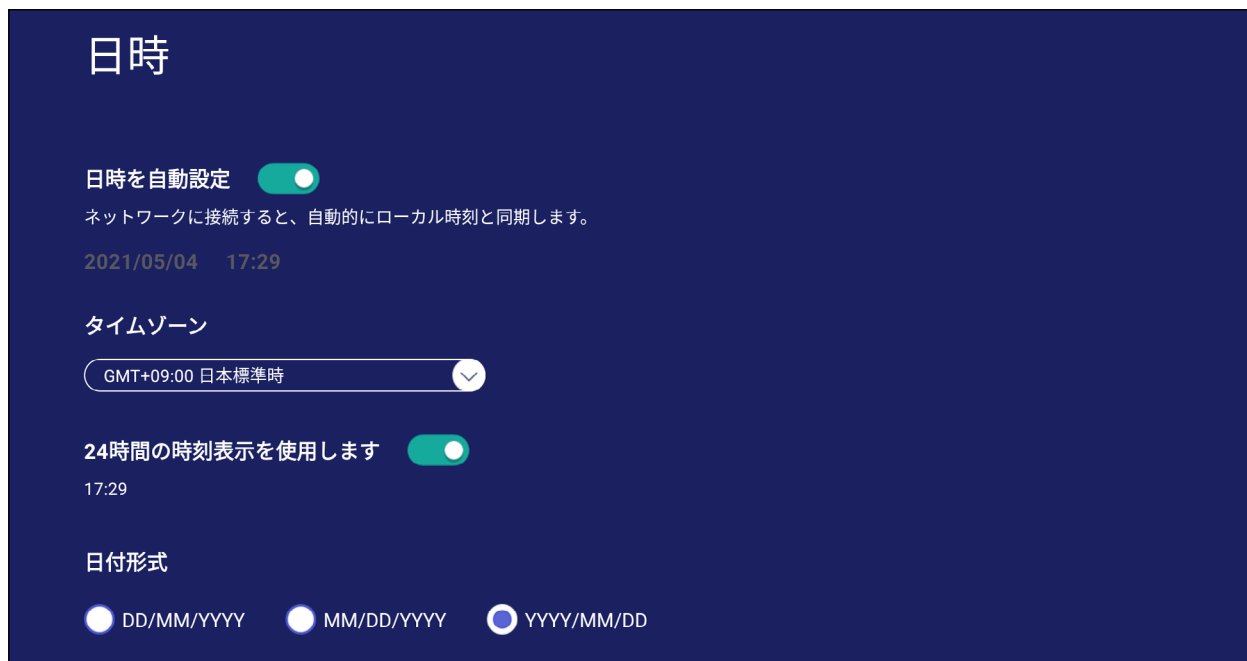 日時
日時を自動設定
ネットワークに接続すると、自動的にローカル時刻と同期します。
2021/05/04 17:29
タイムゾーン
GMT+09:00 日本標準時
24時間の時刻表示を使用します
17:29
日付形式
DD/MM/YYYY MM/DD/YYYY YYYY/MM/DD